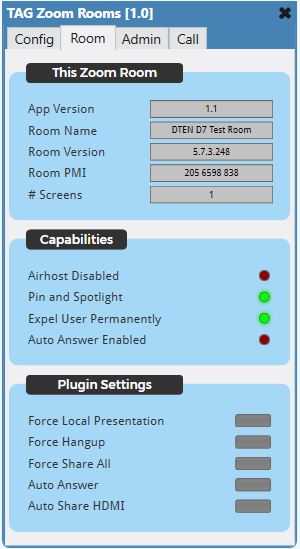 TAG Zoom Rooms [1.0]
Config Room Admin Call
This Zoom Room
App Version 1.1
Room Name DTEN D7 Test Room
Room Version 5.7.3.248
Room PMI 205 6598 838
# Screens 1
Capabilities
Airhost Disabled
Pin and Spotlight
Expel User Permanently
Auto Answer Enabled
Plugin Settings
Force Local Presentation
Force Hangup
Force Share All
Auto Answer
Auto Share HDMI